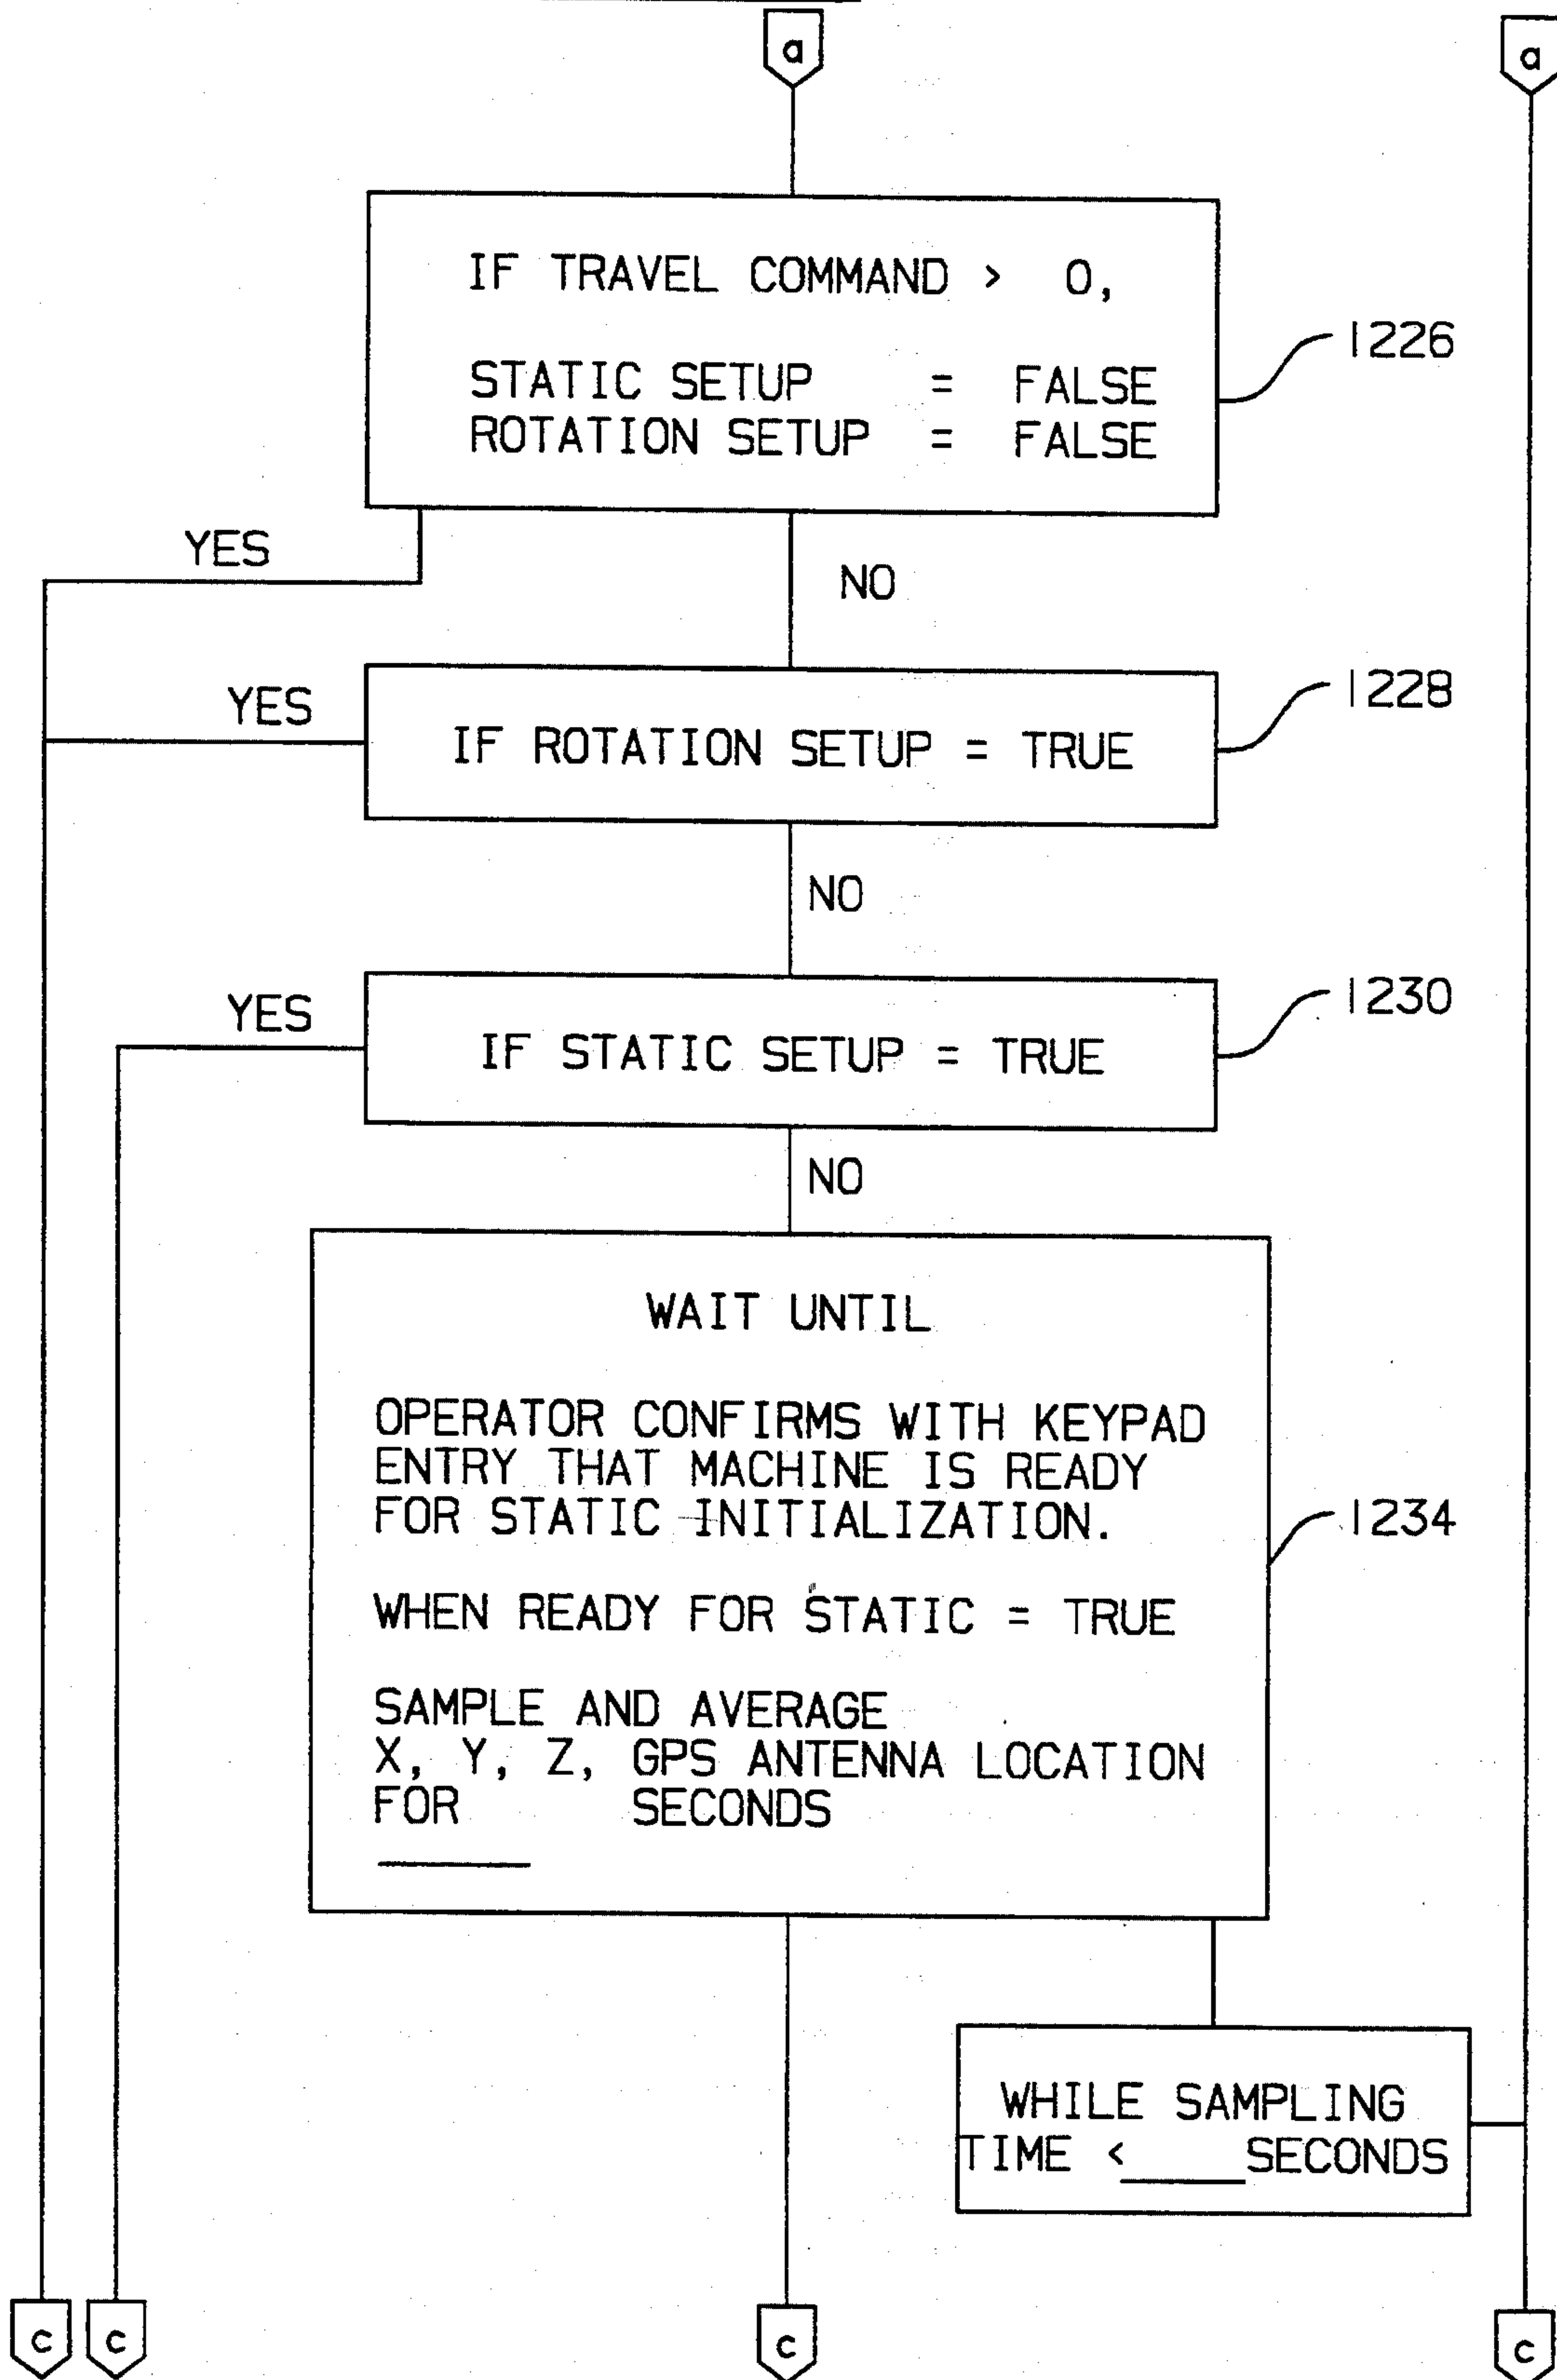 a
a
IF TRAVEL COMMAND > 0,
STATIC SETUP = FALSE
ROTATION SETUP = FALSE
1226
YES
NO
YES
IF ROTATION SETUP = TRUE
1228
NO
YES
IF STATIC SETUP = TRUE
1230
NO
WAIT UNTIL
OPERATOR CONFIRMS WITH KEYPAD
ENTRY THAT MACHINE IS READY
FOR STATIC INITIALIZATION.
WHEN READY FOR STATIC = TRUE
SAMPLE AND AVERAGE
X, Y, Z, GPS ANTENNA LOCATION
FOR SECONDS
1234
WHILE SAMPLING
TIME <____SECONDS
c
c
c
c